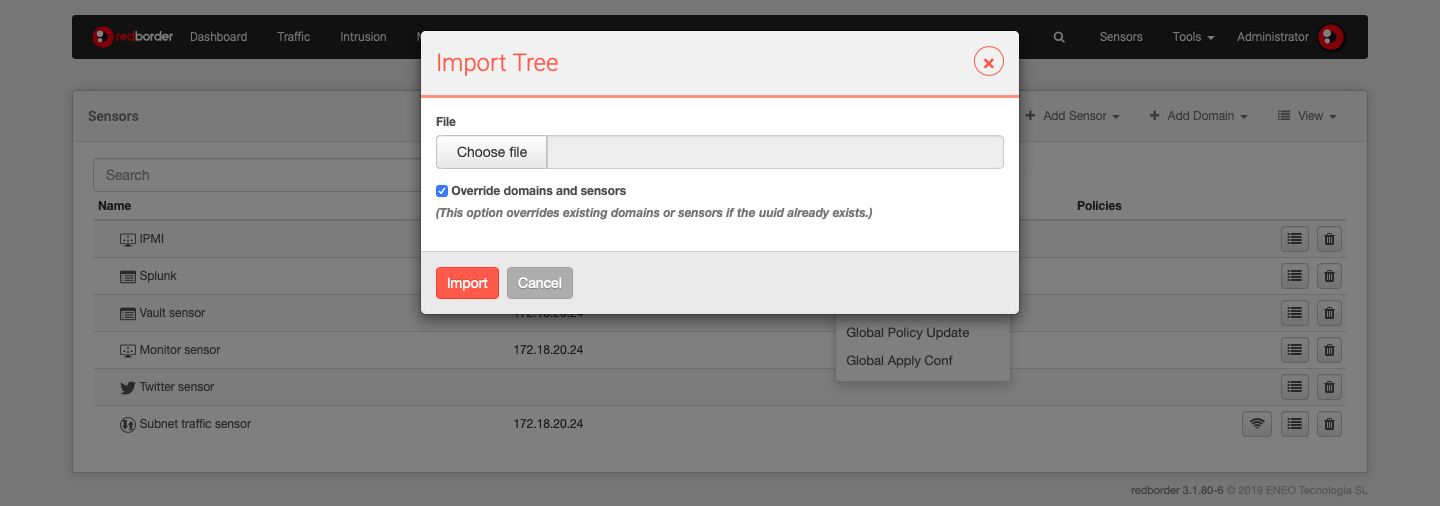 redborder Dashboard Traffic Intrusion Sensors Tools Administrator
Import Tree
Sensors Add Sensor Add Domain View
File
Choose file
Search
Override domains and sensors
(This option overrides existing domains or sensors if the uuid already exists.)
Name Policies
IPMI
Splunk
Import Cancel
Vault sensor 172.18.20.24
Global Policy Update
Monitor sensor 172.18.20.24
Global Apply Conf
Twitter sensor
Subnet traffic sensor 172.18.20.24
redborder 3.1.80-6 © 2019 ENEO Tecnologia SL